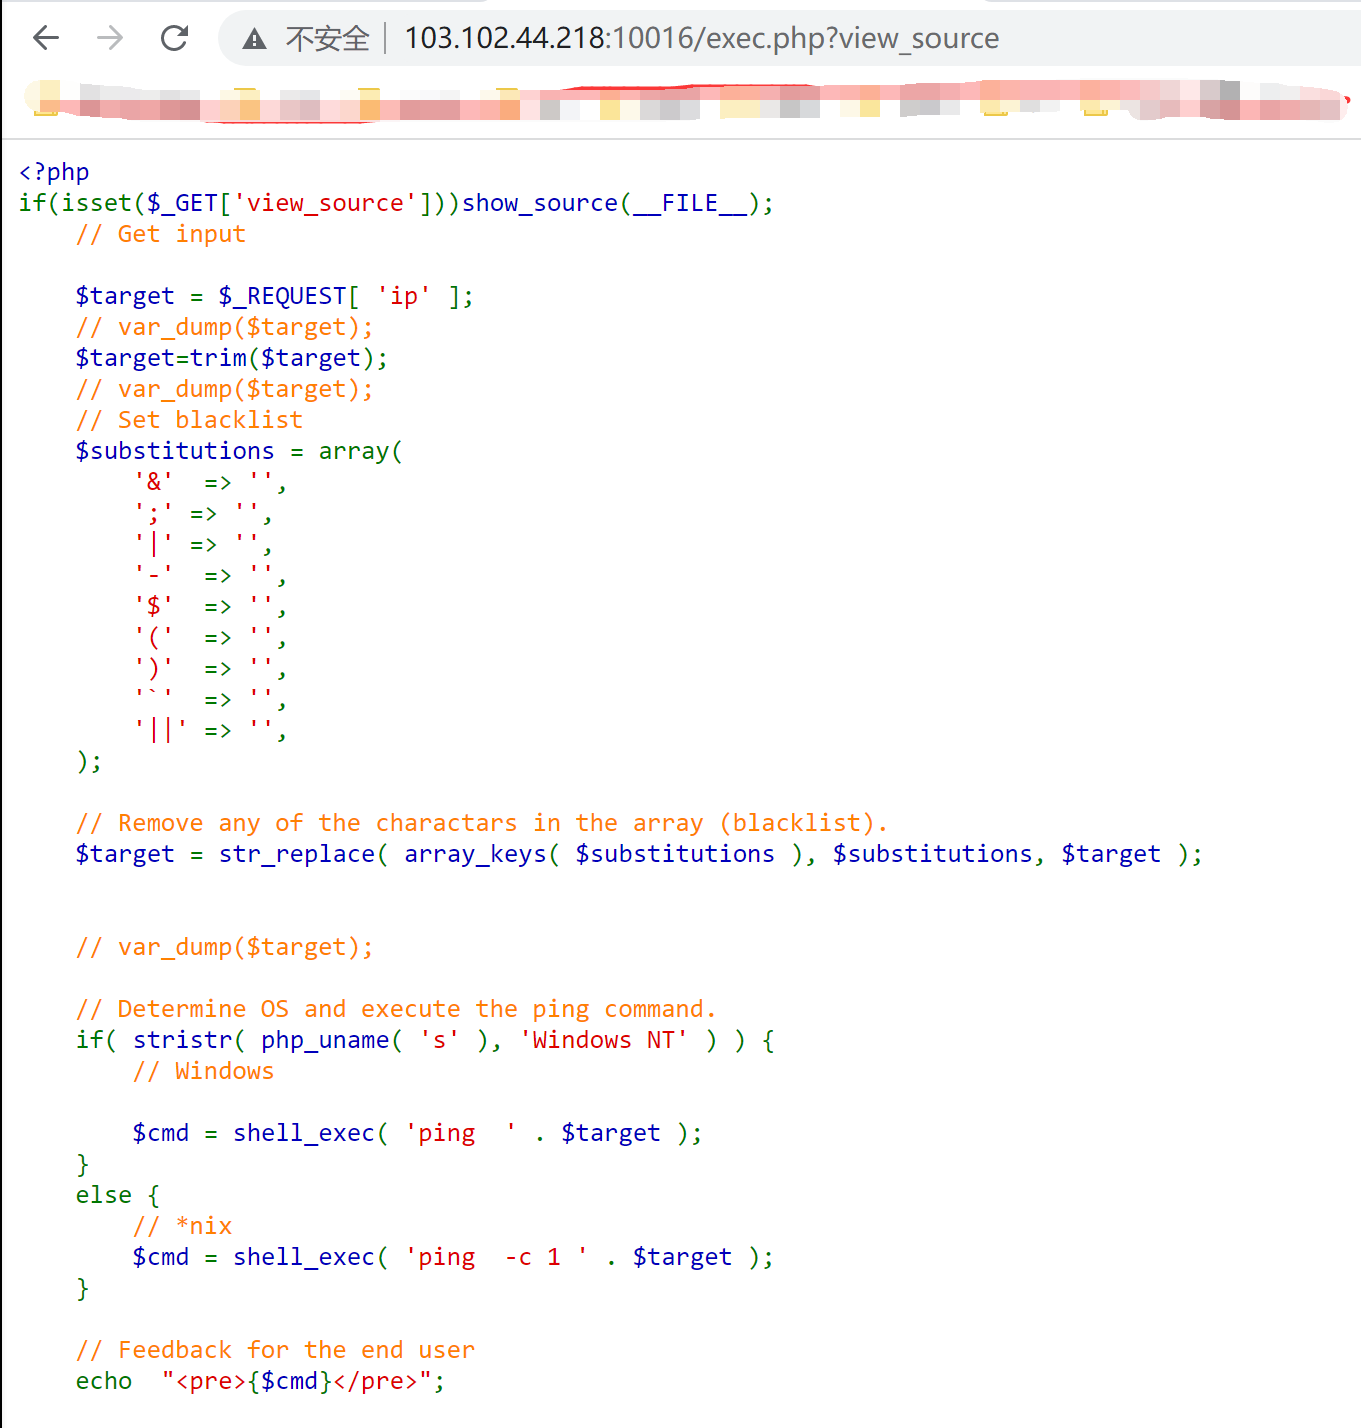 不安全 103.102.44.218:10016/exec.php?view_source
<?php
if(isset($_GET['view_source']))show_source(__FILE__);
    // Get input

    $target = $_REQUEST[ 'ip' ];
    // var_dump($target);
    $target=trim($target);
    // var_dump($target);
    // Set blacklist
    $substitutions = array(
        '&'  => '',
        ';' => '',
        '|' => '',
        '-'  => '',
        '$'  => '',
        '('  => '',
        ')'  => '',
        '`'  => '',
        '||' => '',
    );

    // Remove any of the charactars in the array (blacklist).
    $target = str_replace( array_keys( $substitutions ), $substitutions, $target );


    // var_dump($target);

    // Determine OS and execute the ping command.
    if( stristr( php_uname( 's' ), 'Windows NT' ) ) {
        // Windows

        $cmd = shell_exec( 'ping  ' . $target );
    }
    else {
        // *nix
        $cmd = shell_exec( 'ping  -c 1 ' . $target );
    }

    // Feedback for the end user
    echo  "<pre>{$cmd}</pre>";